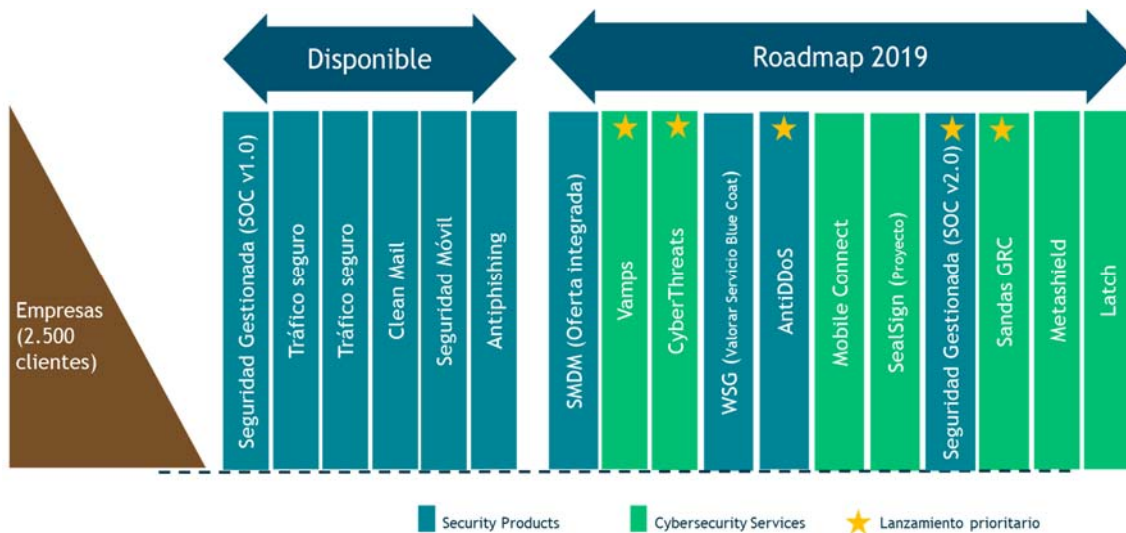 Disponible
Roadmap 2019
Empresas
(2.500
clientes)
Seguridad Gestionada (SOC v1.0)
Tráfico seguro
Tráfico seguro
Clean Mail
Seguridad Móvil
Antiphishing
SMDM (Oferta integrada)
Vamps
CyberThreats
WSG (Valorar Servicio Blue Coat)
AntiDDoS
Mobile Connect
SealSign (Proyecto)
Seguridad Gestionada (SOC v2.0)
Sandas GRC
Metashield
Latch
Security Products
Cybersecurity Services
Lanzamiento prioritario